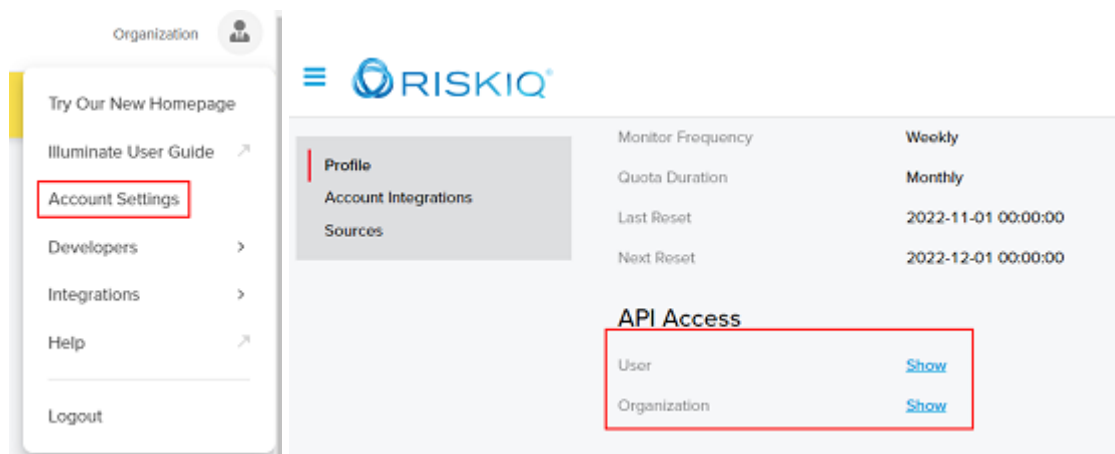 Organization
Try Our New Homepage
Illuminate User Guide
Account Settings
Developers
Integrations
Help
Logout
RISKIQ
Profile
Account Integrations
Sources
Monitor Frequency Weekly
Quota Duration Monthly
Last Reset 2022-11-01 00:00:00
Next Reset 2022-12-01 00:00:00
API Access
User Show
Organization Show